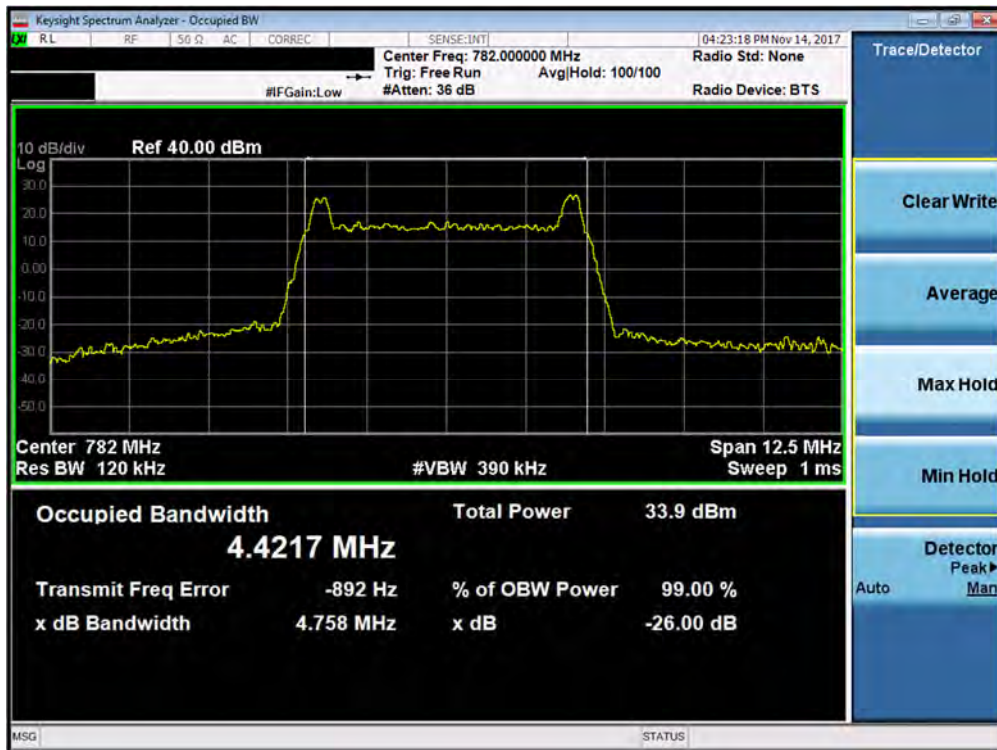 Keysight Spectrum Analyzer - Occupied BW
LXI RL RF 50 Ω AC CORREC SENSE:INT 04:23:18 PM Nov 14, 2017
Center Freq: 782.000000 MHz Radio Std: None
Trig: Free Run Avg|Hold: 100/100
#IFGain:Low #Atten: 36 dB Radio Device: BTS
10 dB/div Ref 40.00 dBm
Log
30.0
20.0
10.0
0.00
-10.0
-20.0
-30.0
-40.0
-50.0
Center 782 MHz Span 12.5 MHz
Res BW 120 kHz #VBW 390 kHz Sweep 1 ms
Occupied Bandwidth Total Power 33.9 dBm
4.4217 MHz
Transmit Freq Error -892 Hz % of OBW Power 99.00 %
x dB Bandwidth 4.758 MHz x dB -26.00 dB
MSG STATUS
Trace/Detector
Clear Write
Average
Max Hold
Min Hold
Detector
Peak
Auto Man